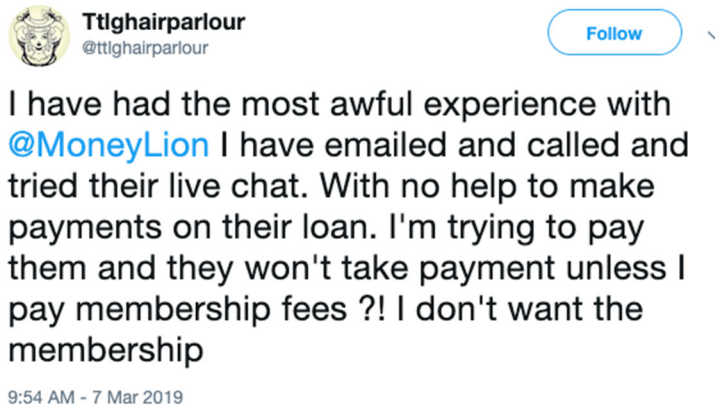 Ttlghairparlour
@ttlghairparlour
Follow
I have had the most awful experience with
@MoneyLion I have emailed and called and
tried their live chat. With no help to make
payments on their loan. I'm trying to pay
them and they won't take payment unless I
pay membership fees ?! I don't want the
membership
9:54 AM - 7 Mar 2019